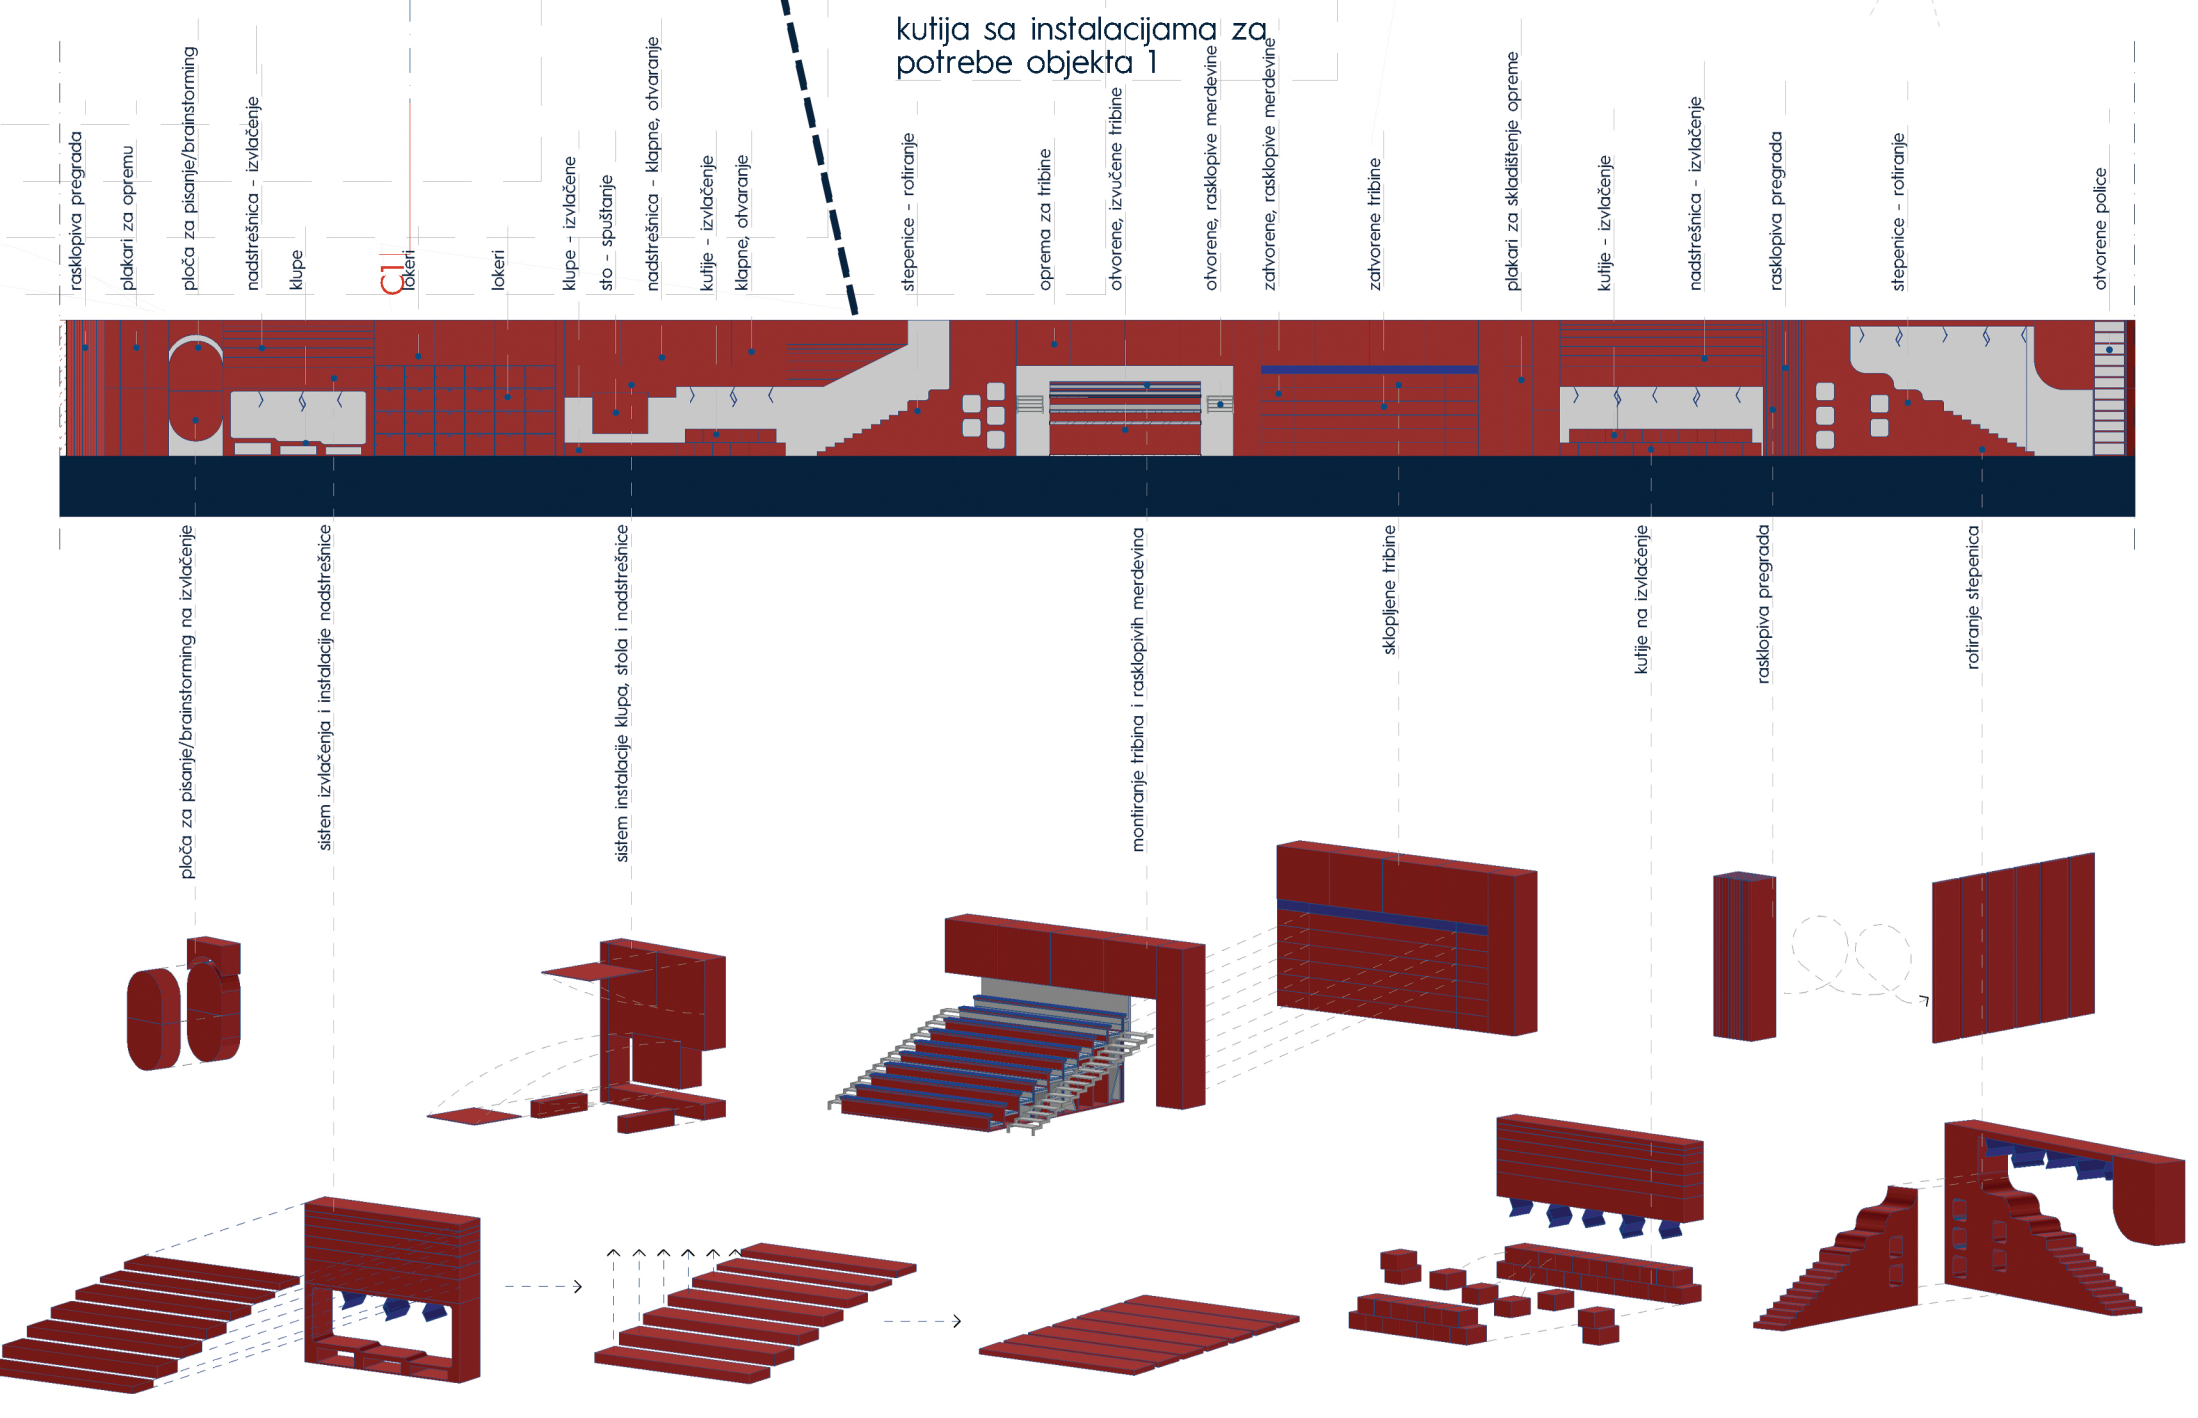 kutija sa instalacijama za
potrebe objekta 1
rasklopiva pregrada
plakari za opremu
ploča za pisanje/brainstorming
nadstrešnica - izvlačenje
klupe
C1
lokeri
lokeri
klupe - izvlačene
sto - spuštanje
nadstrešnica - klapne, otvaranje
kutije - izvlačenje
klapne, otvaranje
stepenice - rotiranje
oprema za tribine
otvorene, izvučene tribine
otvorene, rasklopive merdevine
zatvorene, rasklopive merdevine
zatvorene tribine
plakari za skladištenje opreme
kutije - izvlačenje
nadstrešnica - izvlačenje
rasklopiva pregrada
stepenice - rotiranje
otvorene police
ploča za pisanje/brainstorming na izvlačenje
sistem izvlačenja i instalacije nadstrešnice
sistem instalacije klupa, stola i nadstrešnice
montiranje tribina i rasklopivih merdevina
sklopljene tribine
kutije na izvlačenje
rasklopiva pregrada
rotiranje stepenica